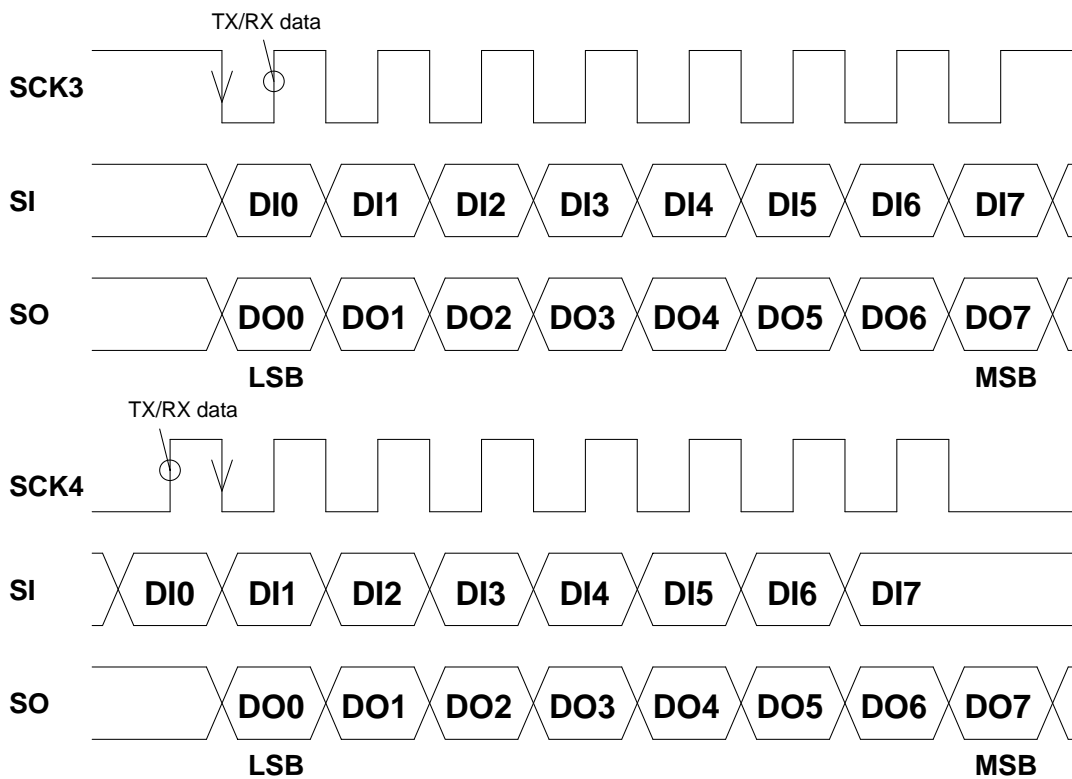 TX/RX data
SCK3
SI DI0 DI1 DI2 DI3 DI4 DI5 DI6 DI7
SO DO0 DO1 DO2 DO3 DO4 DO5 DO6 DO7
LSB MSB
TX/RX data
SCK4
SI DI0 DI1 DI2 DI3 DI4 DI5 DI6 DI7
SO DO0 DO1 DO2 DO3 DO4 DO5 DO6 DO7
LSB MSB